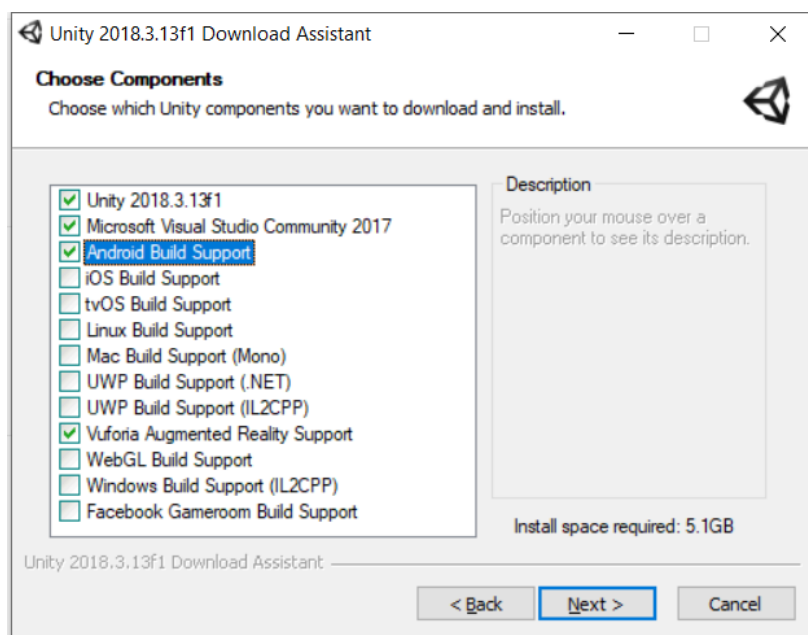 Unity 2018.3.13f1 Download Assistant
Choose Components
Choose which Unity components you want to download and install.
Unity 2018.3.13f1
Microsoft Visual Studio Community 2017
Android Build Support
iOS Build Support
tvOS Build Support
Linux Build Support
Mac Build Support (Mono)
UWP Build Support (.NET)
UWP Build Support (IL2CPP)
Vuforia Augmented Reality Support
WebGL Build Support
Windows Build Support (IL2CPP)
Facebook Gameroom Build Support
Description
Position your mouse over a
component to see its description.
Install space required: 5.1GB
Unity 2018.3.13f1 Download Assistant
< Back
Next >
Cancel